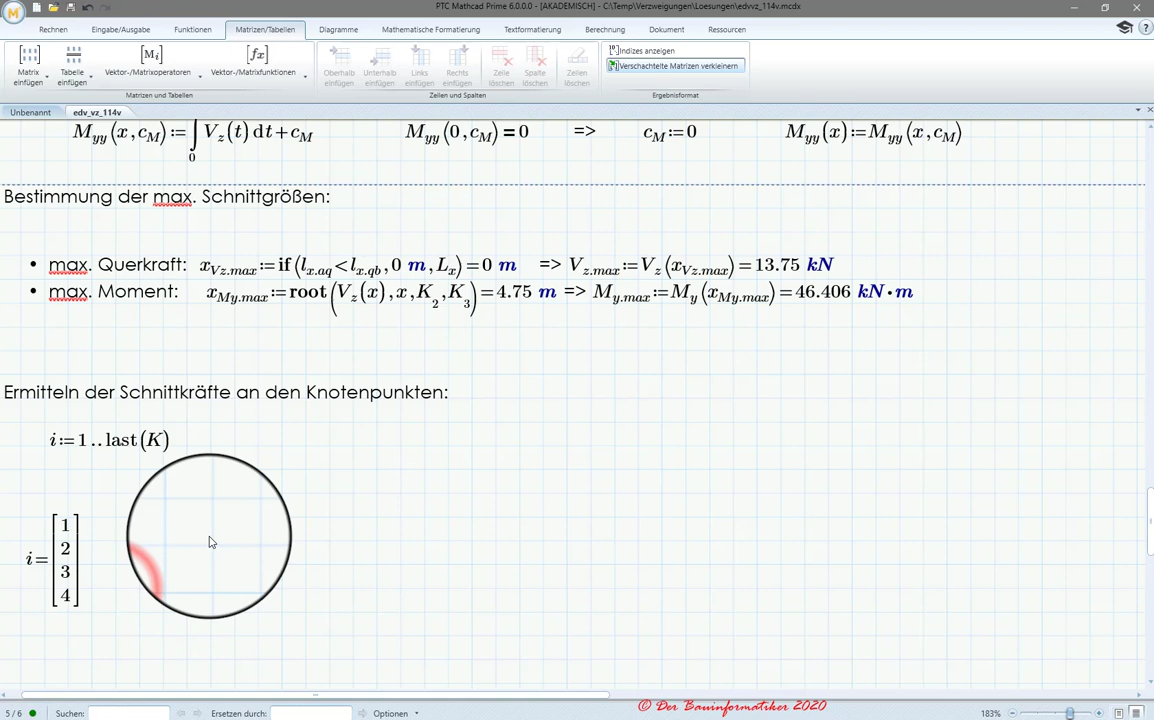 PTC Mathcad Prime 6.0.0.0 - [AKADEMISCH] - C:\Temp\Verzweigungen\Loesungen\edvvz_114v.mcdx
Rechnen Eingabe/Ausgabe Funktionen Matrizen/Tabellen Diagramme Mathematische Formatierung Textformatierung Berechnung Dokument Ressourcen
Matrix einfügen
Tabelle einfügen
Vektor-/Matrixoperatoren
Vektor-/Matrixfunktionen
Oberhalb einfügen
Unterhalb einfügen
Links einfügen
Rechts einfügen
Zeile löschen
Spalte löschen
Zellen löschen
Indizes anzeigen
Verschachtelte Matrizen verkleinern
Matrizen und Tabellen Zeilen und Spalten Ergebnisformat
Unbenannt edv_vz_114v
M_yy(x,c_M):=∫0 V_z(t) dt+c_M M_yy(0,c_M)=0 => c_M:=0 M_yy(x):=M_yy(x,c_M)
Bestimmung der max. Schnittgrößen:
• max. Querkraft: x_Vz.max:=if(l_x.aq<l_x.qb,0 m,L_x)=0 m => V_z.max:=V_z(x_Vz.max)=13.75 kN
• max. Moment: x_My.max:=root(V_z(x),x,K_2,K_3)=4.75 m => M_y.max:=M_y(x_My.max)=46.406 kN·m
Ermitteln der Schnittkräfte an den Knotenpunkten:
i:=1..last(K)
i=[1 2 3 4]
5/6 Suchen: Ersetzen durch: Optionen 183%
© Der Bauinformatiker 2020